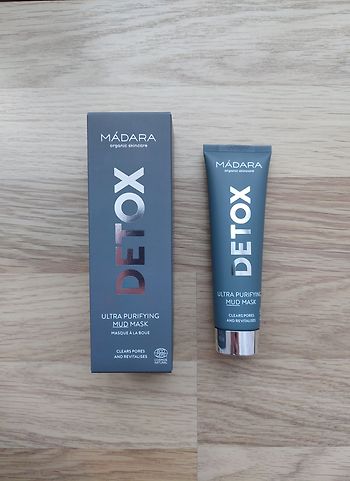 MÁDARA
organic skincare
DETOX
ULTRA PURIFYING
MUD MASK
MASQUE A LA BOUE
CLEARS PORES
AND REVITALISES
MÁDARA
organic skincare
DETOX
ULTRA PURIFYING
MUD MASK
CLEARS PORES
AND REVITALISES